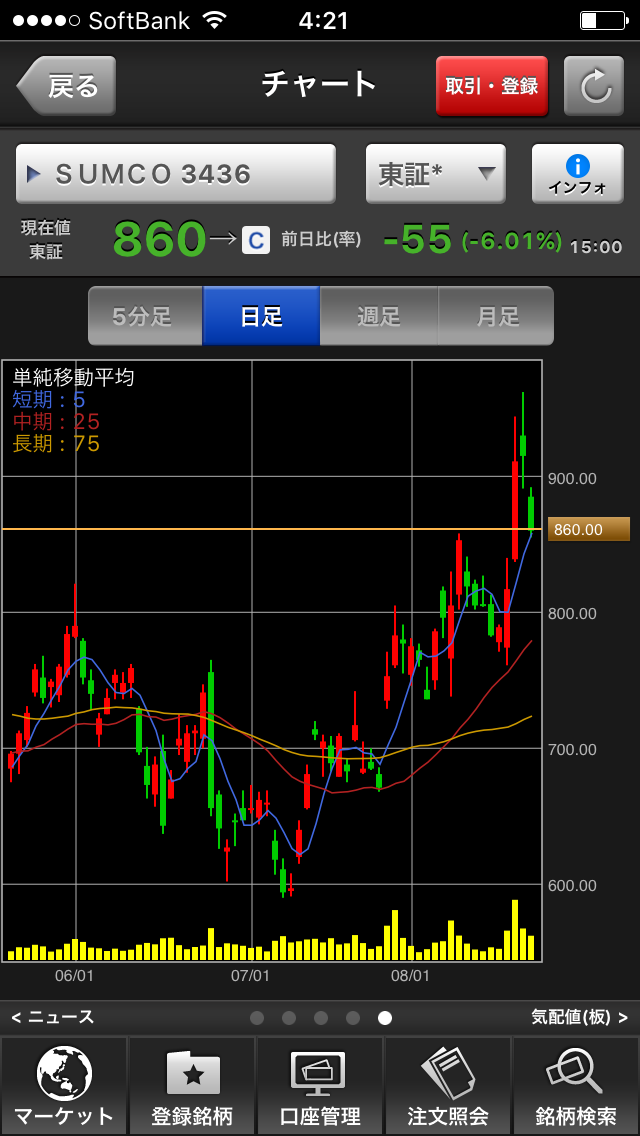 SoftBank 4:21
戻る チャート 取引・登録
SUMCO 3436 東証* i インフォ
現在値 東証 860→ C 前日比(率) -55 (-6.01%) 15:00
5分足 日足 週足 月足
単純移動平均
短期:5
中期:25
長期:75
900.00
860.00
800.00
700.00
600.00
06/01 07/01 08/01
< ニュース 気配値(板) >
マーケット 登録銘柄 口座管理 注文照会 銘柄検索